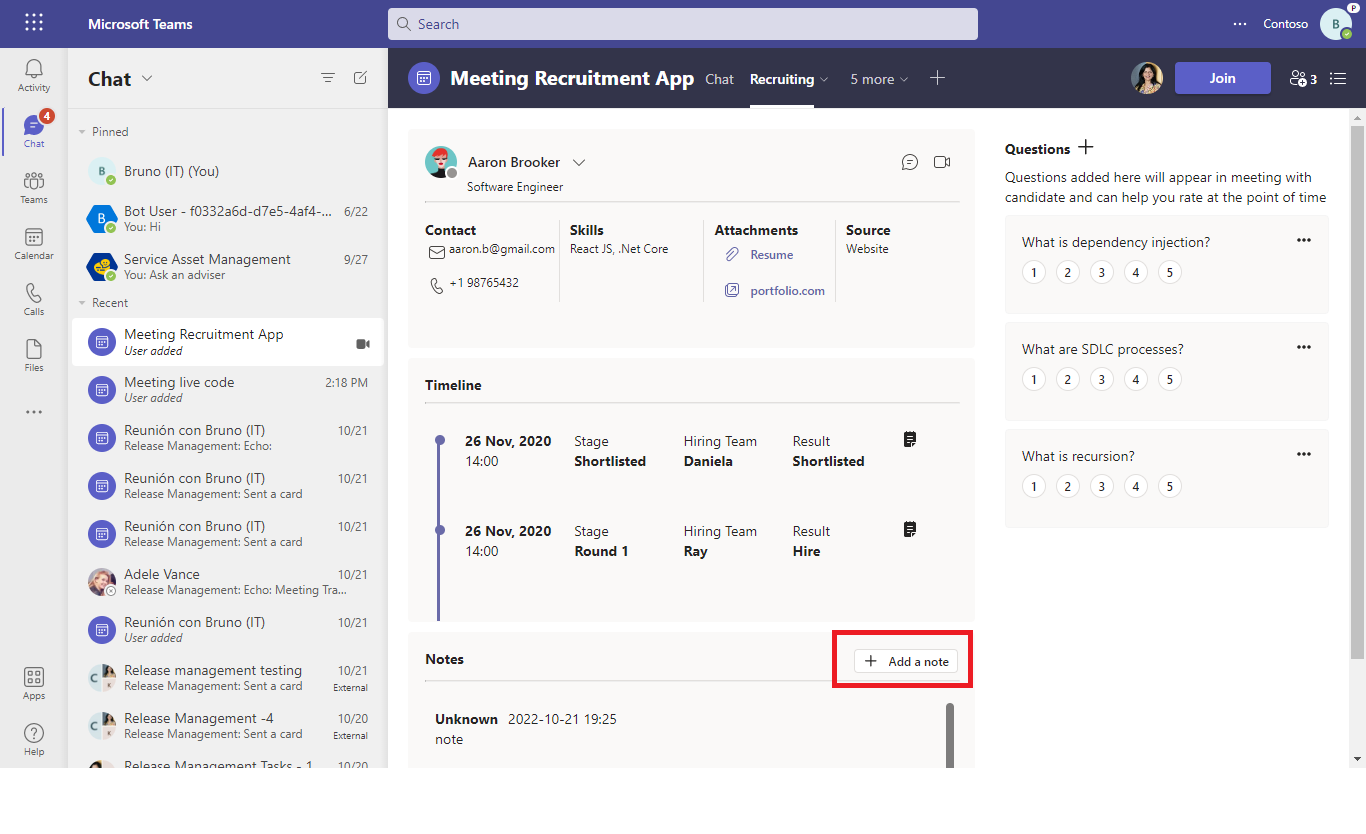 Microsoft Teams
Search
Contoso
B
P
Activity
4
Chat
Teams
Calendar
Calls
Files
Apps
Help
Chat
Pinned
B
Bruno (IT) (You)
B
Bot User - f0332a6d-d7e5-4af4-... 6/22
You: Hi
Service Asset Management 9/27
You: Ask an adviser
Recent
Meeting Recruitment App
User added
Meeting live code 2:18 PM
User added
Reunión con Bruno (IT) 10/21
Release Management: Echo:
Reunión con Bruno (IT) 10/21
Release Management: Sent a card
Reunión con Bruno (IT) 10/21
Release Management: Sent a card
Adele Vance 10/21
Release Management: Echo: Meeting Tra...
Reunión con Bruno (IT) 10/21
User added
C K
Release management testing 10/21
Release Management: Sent a card External
C K
Release Management -4 10/20
Release Management: Sent a card External
Release Management Tasks - 1 10/20
Meeting Recruitment App Chat Recruiting 5 more
Join 3
Aaron Brooker
Software Engineer
Contact
aaron.b@gmail.com
+1 98765432
Skills
React JS, .Net Core
Attachments
Resume
portfolio.com
Source
Website
Timeline
26 Nov, 2020 Stage Hiring Team Result
14:00 Shortlisted Daniela Shortlisted
26 Nov, 2020 Stage Hiring Team Result
14:00 Round 1 Ray Hire
Notes
Add a note
Unknown 2022-10-21 19:25
note
Questions
Questions added here will appear in meeting with
candidate and can help you rate at the point of time
What is dependency injection?
1 2 3 4 5
What are SDLC processes?
1 2 3 4 5
What is recursion?
1 2 3 4 5